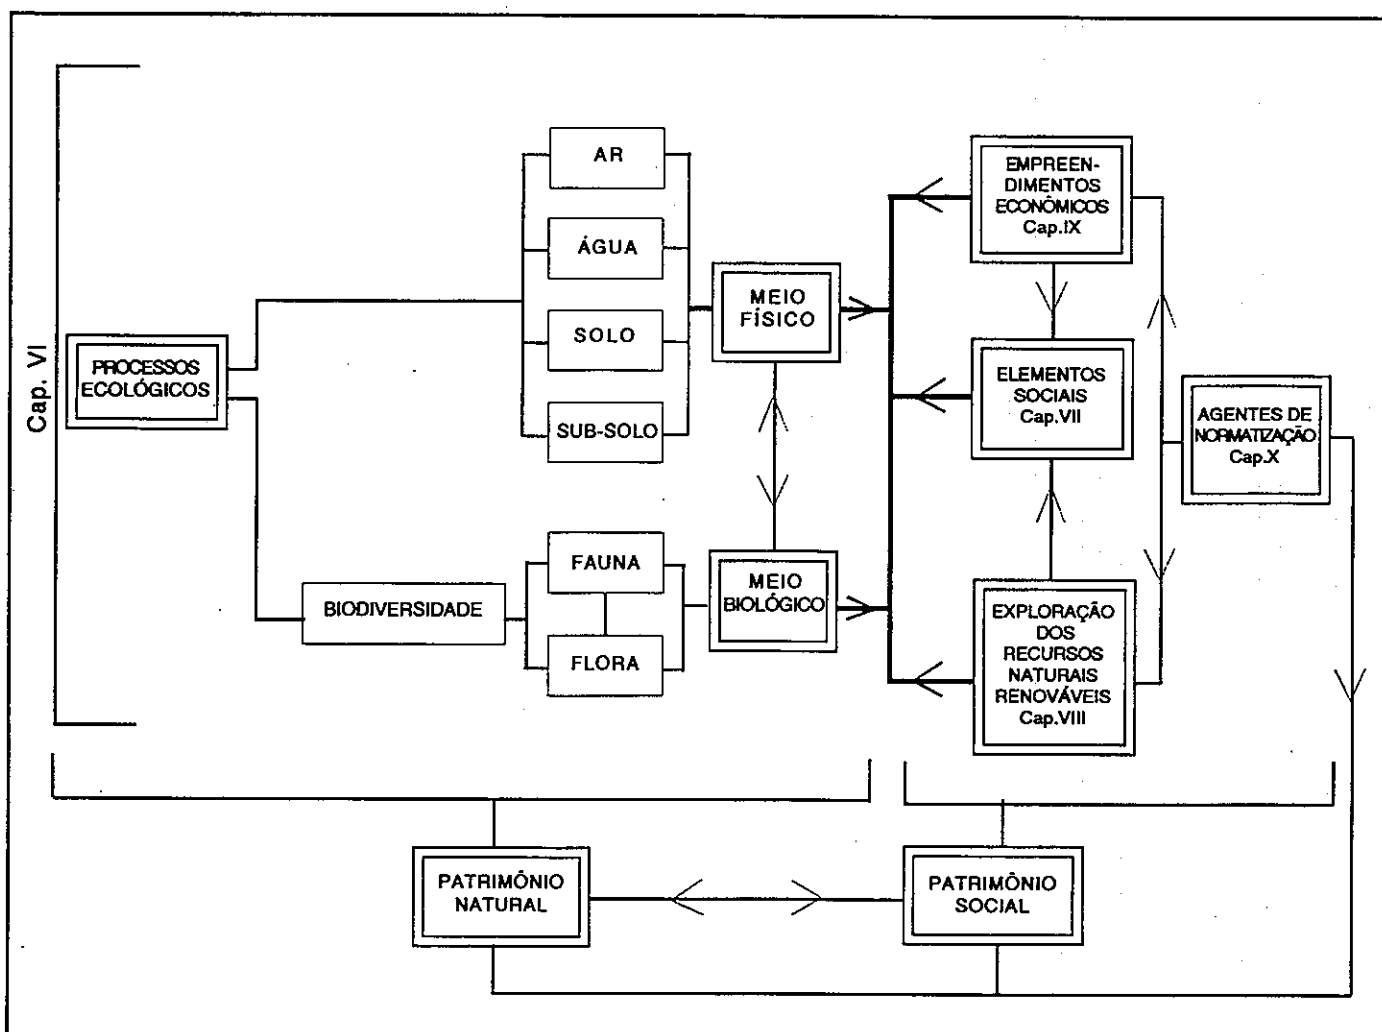 Cap. VI
PROCESSOS
ECOLÓGICOS
AR
ÁGUA
SOLO
SUB-SOLO
BIODIVERSIDADE
FAUNA
FLORA
MEIO
FÍSICO
MEIO
BIOLÓGICO
EMPREEN-
DIMENTOS
ECONÔMICOS
Cap.IX
ELEMENTOS
SOCIAIS
Cap.VII
EXPLORAÇÃO
DOS
RECURSOS
NATURAIS
RENOVÁVEIS
Cap.VIII
AGENTES DE
NORMATIZAÇÃO
Cap.X
PATRIMÔNIO
NATURAL
PATRIMÔNIO
SOCIAL